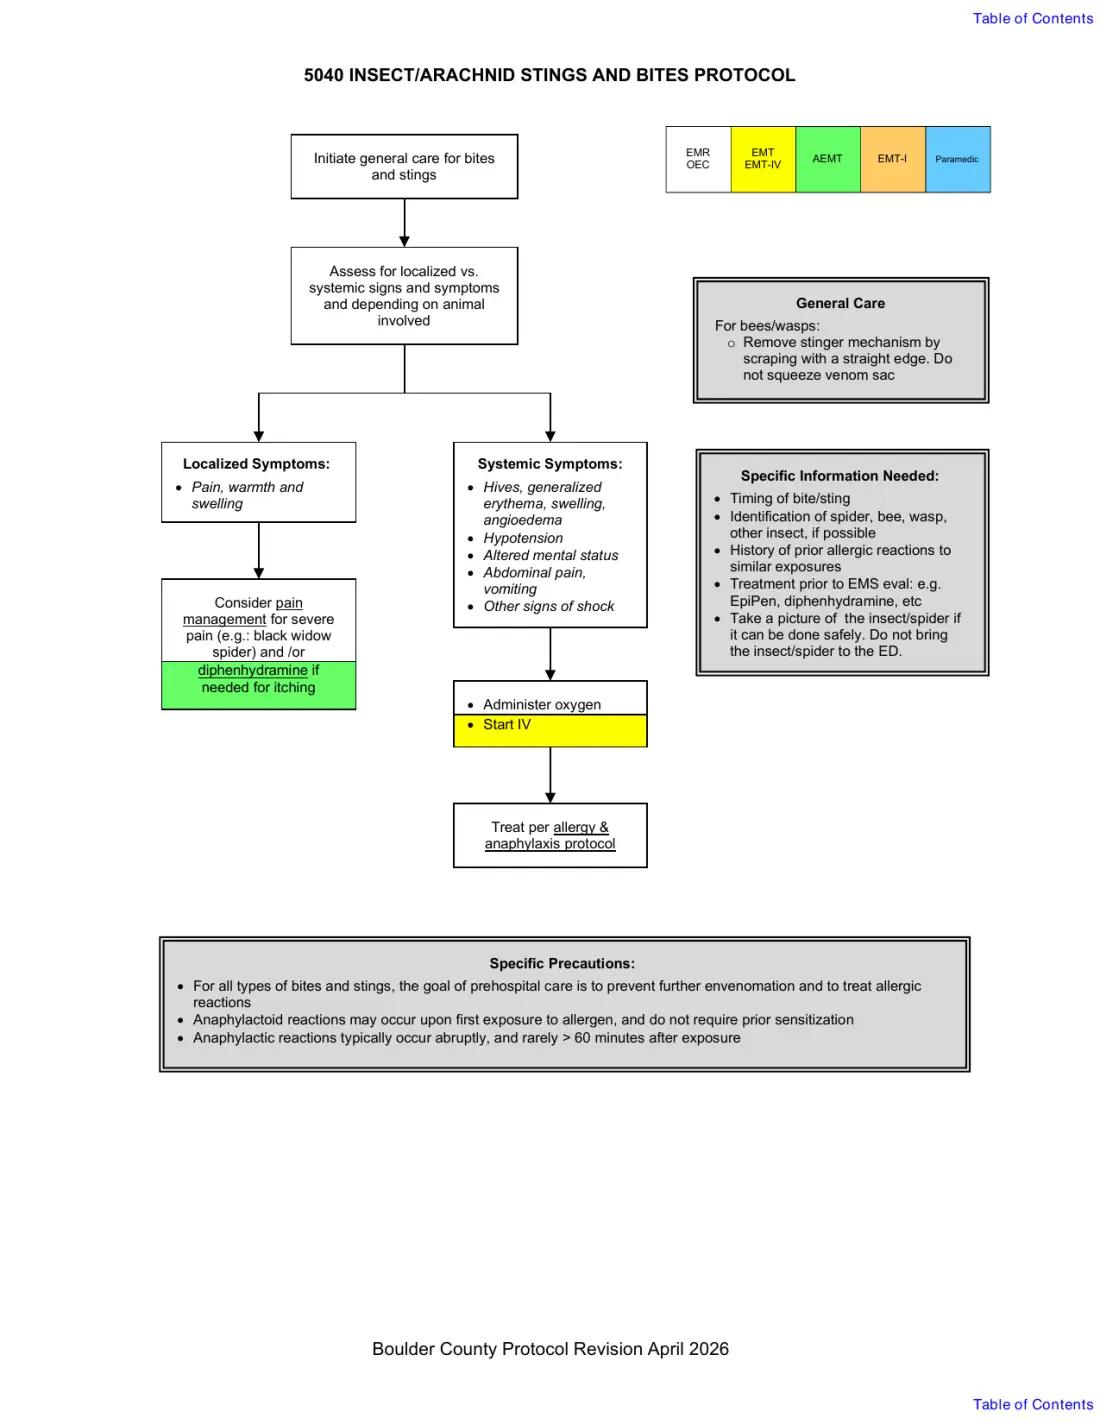 Table of Contents
5040 INSECT/ARACHNID STINGS AND BITES PROTOCOL
Initiate general care for bites
and stings
EMR
OEC
EMT
EMT-IV
AEMT
EMT-I
Paramedic
Assess for localized vs.
systemic signs and symptoms
and depending on animal
involved
General Care
For bees/wasps:
o Remove stinger mechanism by
scraping with a straight edge. Do
not squeeze venom sac
Localized Symptoms:
• Pain, warmth and
swelling
Systemic Symptoms:
• Hives, generalized
erythema, swelling,
angioedema
• Hypotension
• Altered mental status
• Abdominal pain,
vomiting
• Other signs of shock
Specific Information Needed:
• Timing of bite/sting
• Identification of spider, bee, wasp,
other insect, if possible
• History of prior allergic reactions to
similar exposures
• Treatment prior to EMS eval: e.g.
EpiPen, diphenhydramine, etc
• Take a picture of  the insect/spider if
it can be done safely. Do not bring
the insect/spider to the ED.
Consider pain
management for severe
pain (e.g.: black widow
spider) and /or
diphenhydramine if
needed for itching
• Administer oxygen
• Start IV
Treat per allergy &
anaphylaxis protocol
Specific Precautions:
• For all types of bites and stings, the goal of prehospital care is to prevent further envenomation and to treat allergic
reactions
• Anaphylactoid reactions may occur upon first exposure to allergen, and do not require prior sensitization
• Anaphylactic reactions typically occur abruptly, and rarely > 60 minutes after exposure
Boulder County Protocol Revision April 2026
Table of Contents